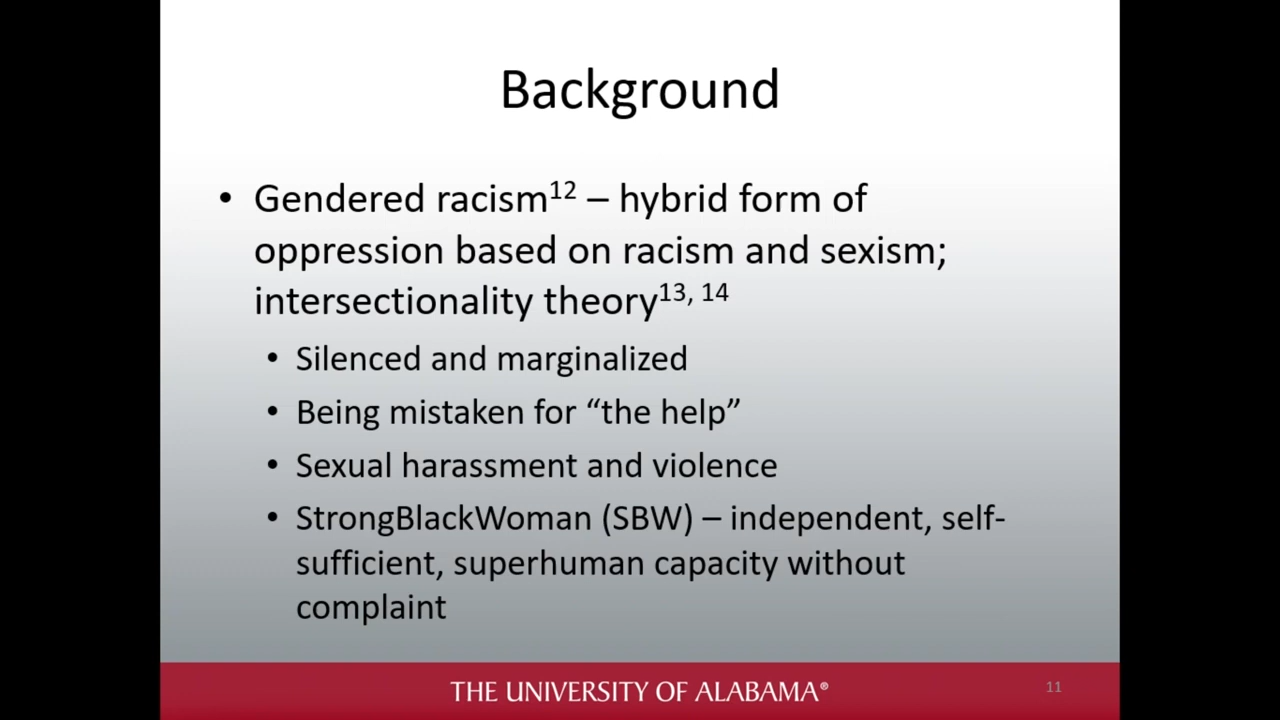 Background
• Gendered racism¹² – hybrid form of
oppression based on racism and sexism;
intersectionality theory¹³, ¹⁴
• Silenced and marginalized
• Being mistaken for “the help”
• Sexual harassment and violence
• StrongBlackWoman (SBW) – independent, self-
sufficient, superhuman capacity without
complaint
THE UNIVERSITY OF ALABAMA®
11